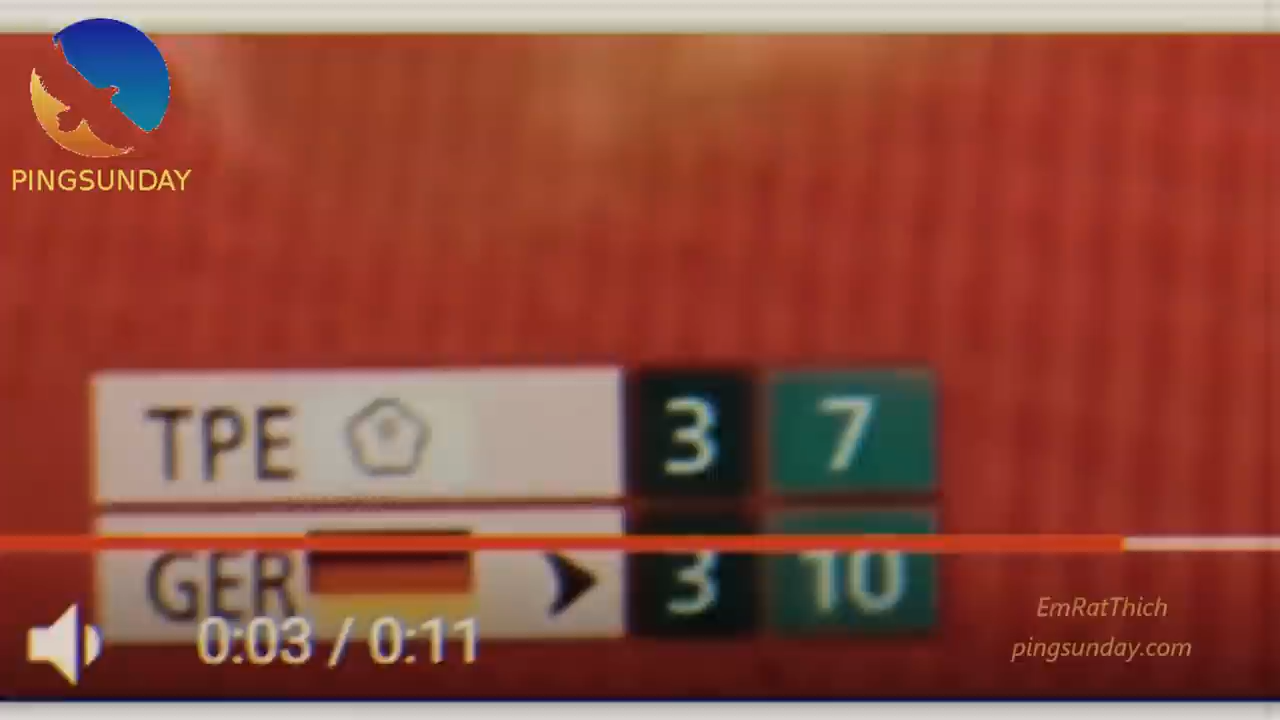 PINGSUNDAY
TPE 3 7
GER 3 10
0:03 / 0:11
EmRatThich
pingsunday.com